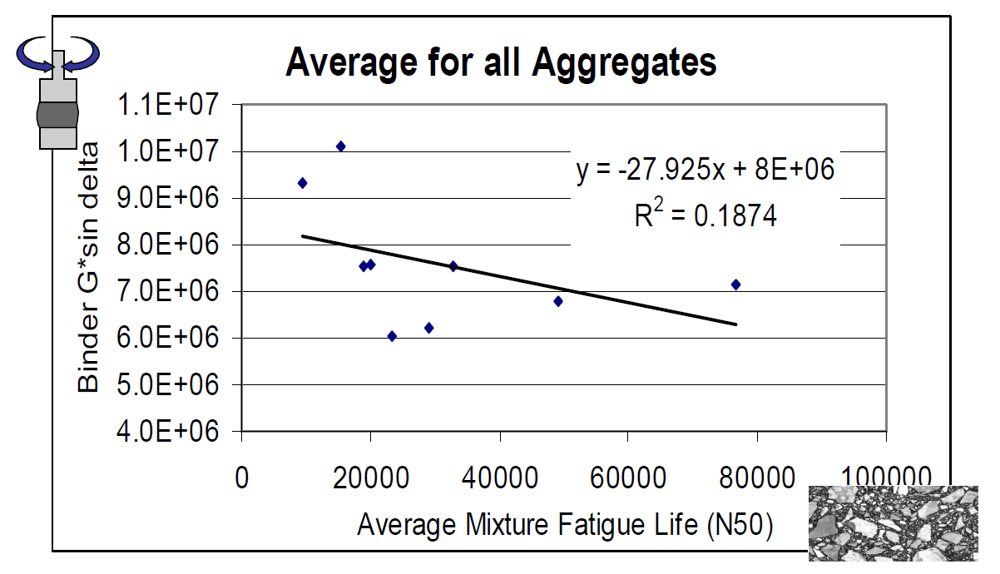 Average for all Aggregates
1.1E+07
1.0E+07
9.0E+06
8.0E+06
7.0E+06
6.0E+06
5.0E+06
4.0E+06
Binder G*sin delta
y = -27.925x + 8E+06
R² = 0.1874
0 20000 40000 60000 80000 100000
Average Mixture Fatigue Life (N50)